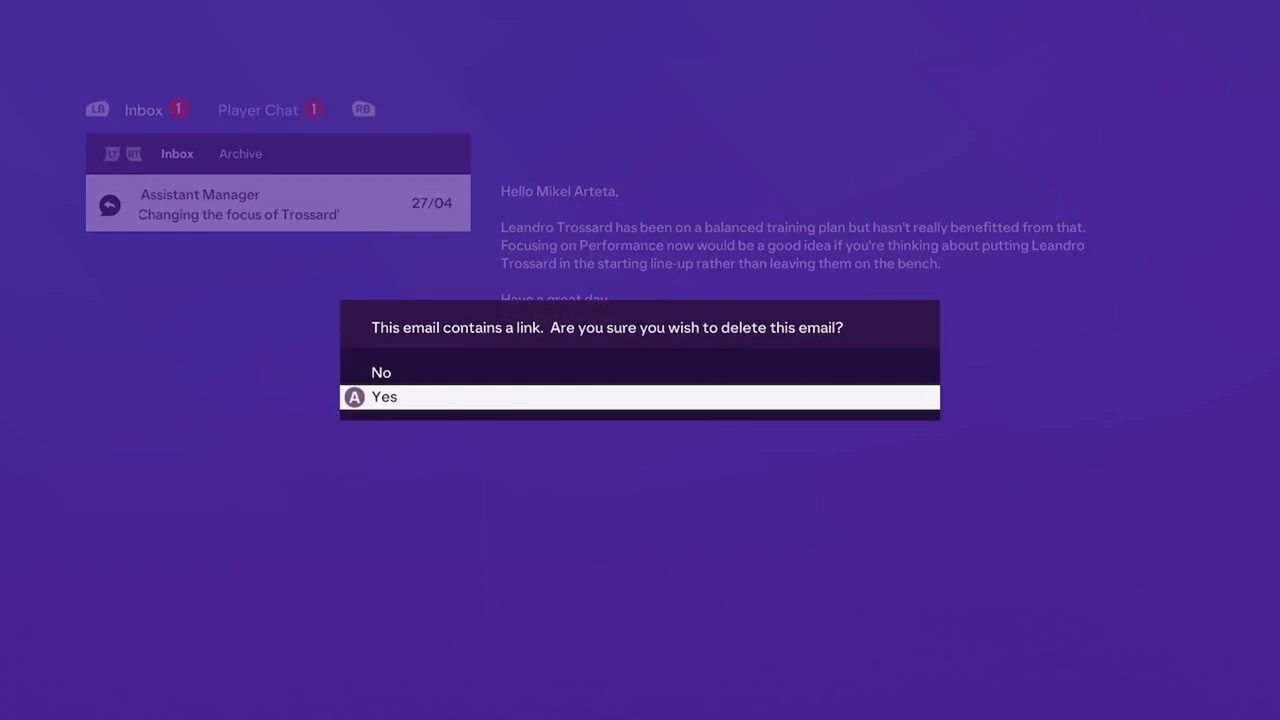 LB Inbox 1 Player Chat 1 RB
LT RT Inbox Archive
Assistant Manager
'Changing the focus of Trossard' 27/04
Hello Mikel Arteta,
Leandro Trossard has been on a balanced training plan but hasn't really benefitted from that.
Focusing on Performance now would be a good idea if you're thinking about putting Leandro
Trossard in the starting line-up rather than leaving them on the bench.
Have a great day
This email contains a link. Are you sure you wish to delete this email?
No
A Yes